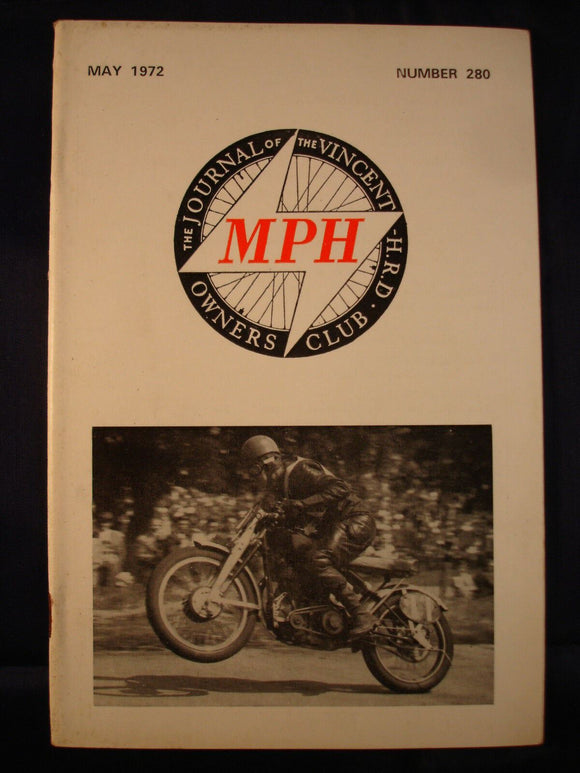 MAY 1972
NUMBER 280
THE JOURNAL OF THE VINCENT-H.R.D. OWNERS CLUB
MPH